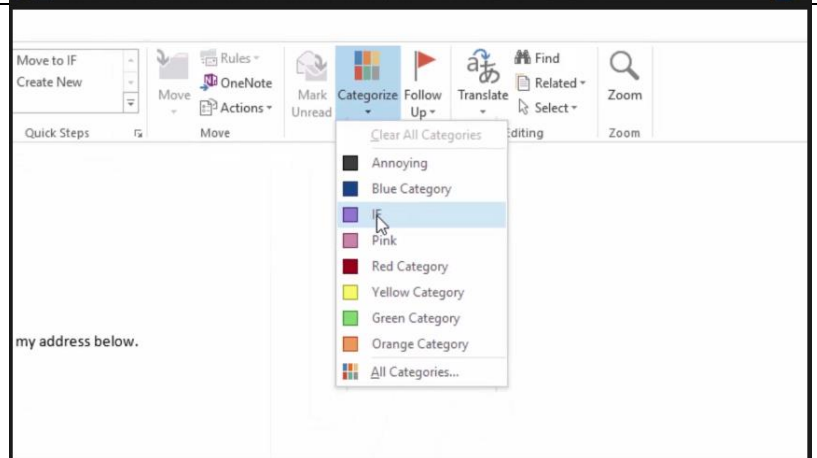 Move to IF
Create New
Quick Steps
Move
Rules
OneNote
Actions
Move
Mark Unread
Categorize
Follow Up
Translate
Find
Related
Select
Editing
Zoom
Zoom
Clear All Categories
Annoying
Blue Category
IF
Pink
Red Category
Yellow Category
Green Category
Orange Category
All Categories...
my address below.